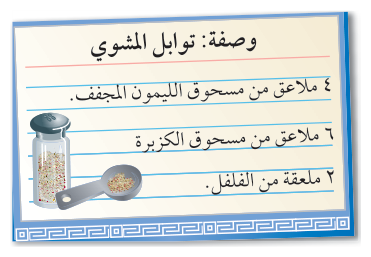 وصفة: توابل المشوي
٤ ملاعق من مسحوق الليمون المجفف.
٦ ملاعق من مسحوق الكزبرة
٢ ملعقة من الفلفل.